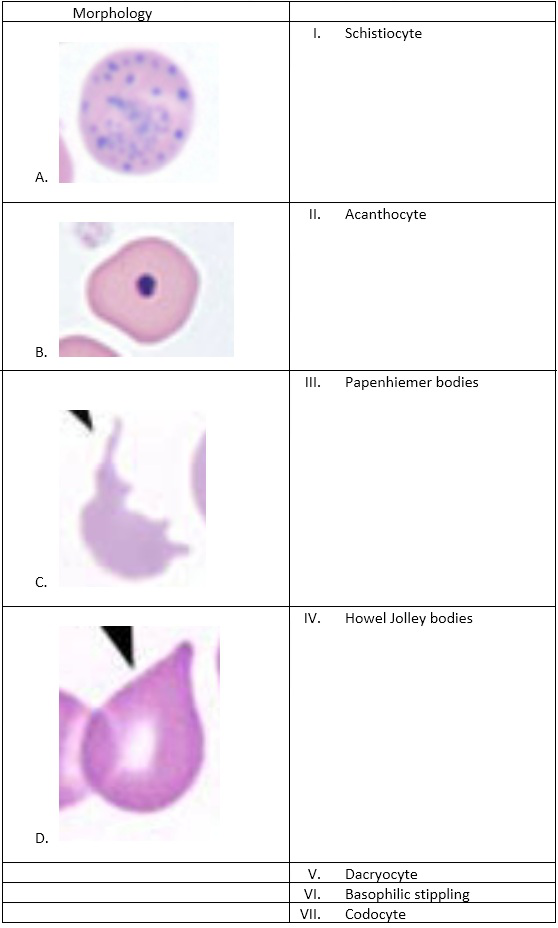 Morphology
I. Schistiocyte
A.
II. Acanthocyte
B.
III. Papenhiemer bodies
C.
IV. Howel Jolley bodies
D.
V. Dacryocyte
VI. Basophilic stippling
VII. Codocyte